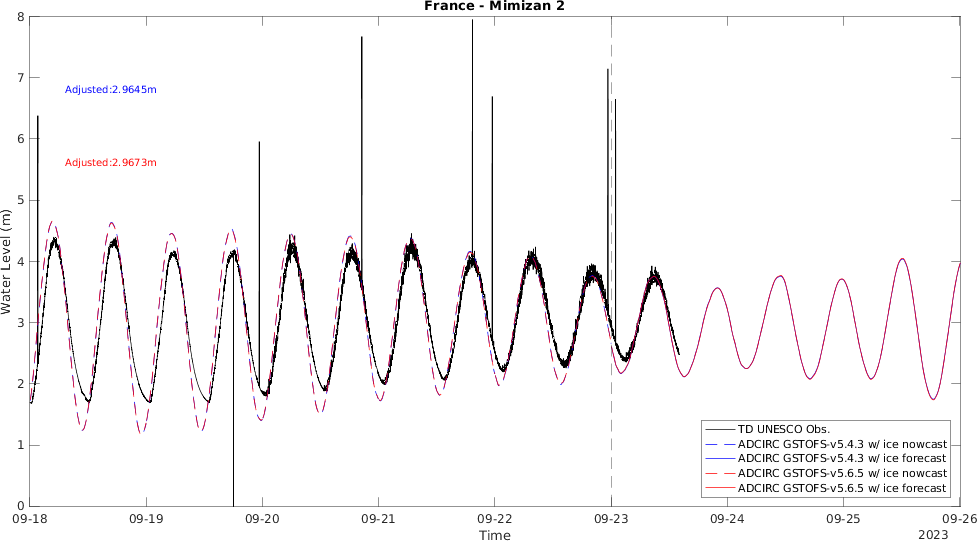 France - Mimizan 2
8
7
6
5
4
3
2
1
0
Water Level (m)
Adjusted:2.9645m
Adjusted:2.9673m
TD UNESCO Obs.
ADCIRC GSTOFS-v5.4.3 w/ ice nowcast
ADCIRC GSTOFS-v5.4.3 w/ ice forecast
ADCIRC GSTOFS-v5.6.5 w/ ice nowcast
ADCIRC GSTOFS-v5.6.5 w/ ice forecast
09-18 09-19 09-20 09-21 09-22 09-23 09-24 09-25 09-26
Time
2023